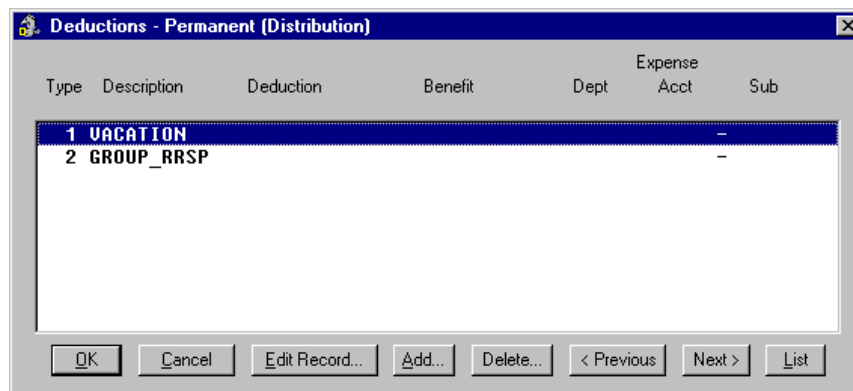 Deductions - Permanent (Distribution)
Expense
Type Description Deduction Benefit Dept Acct Sub
1 VACATION -
2 GROUP_RRSP -
OK Cancel Edit Record... Add... Delete... < Previous Next > List